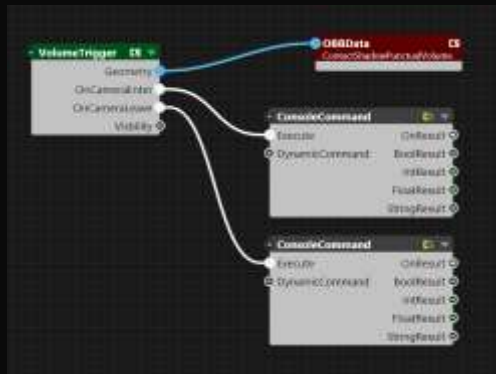 VolumeTrigger
Geometry
OnCameraEnter
OnCameraLeave
Visibility
OBBData
ContactShadowPunctualVolume
ConsoleCommand
Execute
OnResult
DynamicCommand
BoolResult
IntResult
FloatResult
StringResult
ConsoleCommand
Execute
OnResult
DynamicCommand
BoolResult
IntResult
FloatResult
StringResult